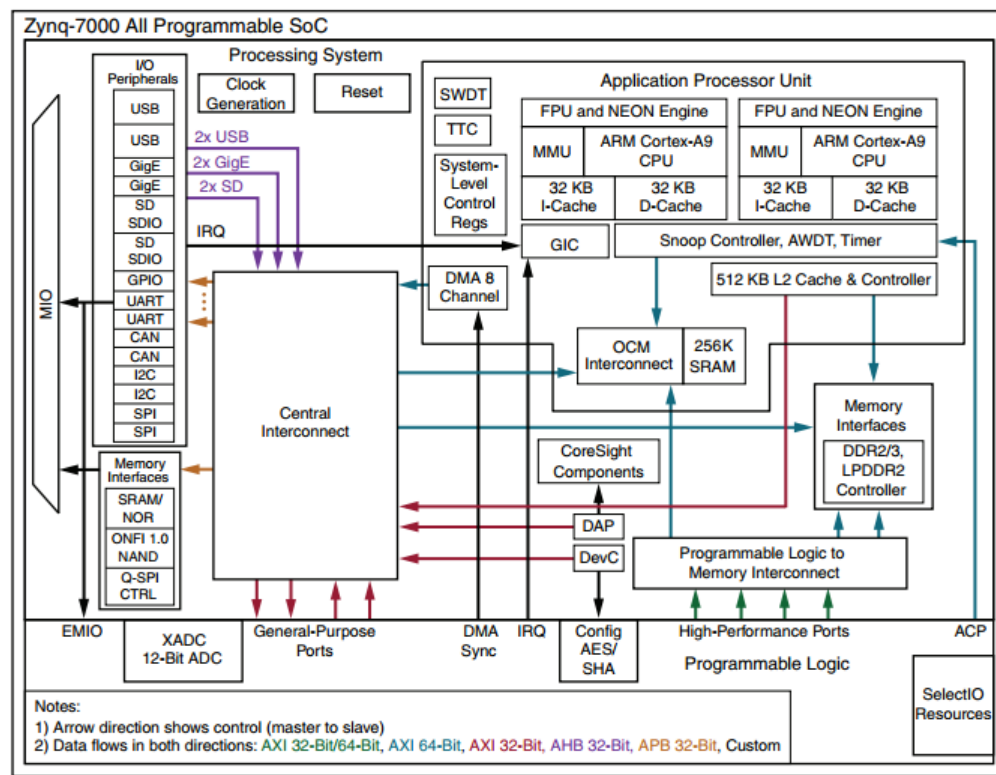 Zynq-7000 All Programmable SoC
Processing System
I/O
Peripherals
USB
USB
GigE
GigE
SD
SDIO
SD
SDIO
GPIO
UART
UART
CAN
CAN
I2C
I2C
SPI
SPI
MIO
Clock
Generation
Reset
2x USB
2x GigE
2x SD
IRQ
Application Processor Unit
SWDT
TTC
System-
Level
Control
Regs
FPU and NEON Engine
MMU
ARM Cortex-A9
CPU
32 KB
I-Cache
32 KB
D-Cache
FPU and NEON Engine
MMU
ARM Cortex-A9
CPU
32 KB
I-Cache
32 KB
D-Cache
GIC
Snoop Controller, AWDT, Timer
DMA 8
Channel
512 KB L2 Cache & Controller
OCM
Interconnect
256K
SRAM
Central
Interconnect
Memory
Interfaces
DDR2/3,
LPDDR2
Controller
CoreSight
Components
DAP
DevC
Programmable Logic to
Memory Interconnect
Memory
Interfaces
SRAM/
NOR
ONFI 1.0
NAND
Q-SPI
CTRL
EMIO
XADC
12-Bit ADC
General-Purpose
Ports
DMA
Sync
IRQ
Config
AES/
SHA
High-Performance Ports
ACP
Programmable Logic
SelectIO
Resources
Notes:
1) Arrow direction shows control (master to slave)
2) Data flows in both directions: AXI 32-Bit/64-Bit, AXI 64-Bit, AXI 32-Bit, AHB 32-Bit, APB 32-Bit, Custom